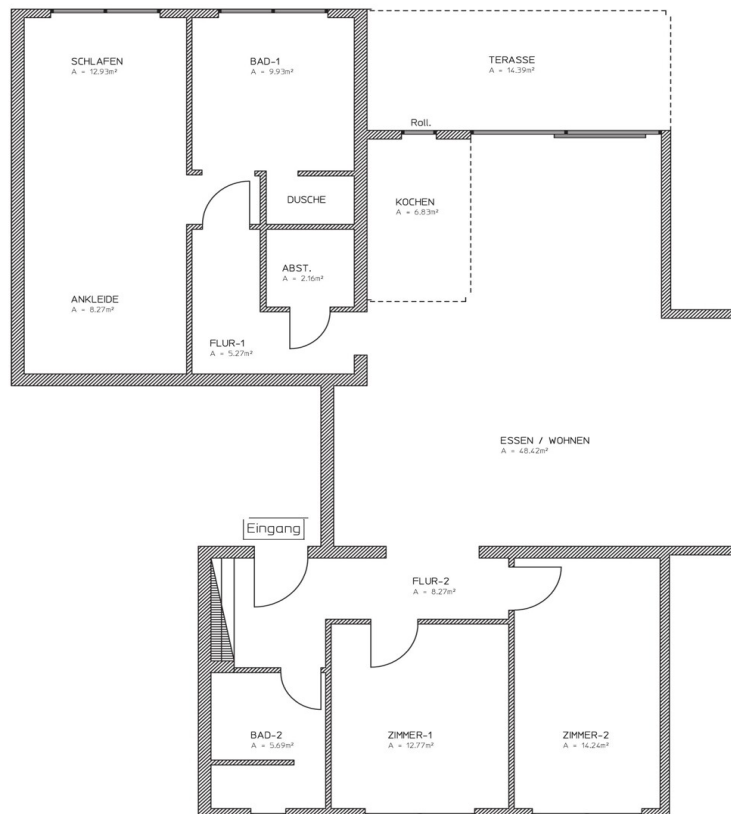 SCHLAFEN
A = 12.93m²
BAD-1
A = 9.93m²
TERASSE
A = 14.39m²
Roll.
DUSCHE
KOCHEN
A = 6.83m²
ABST.
A = 2.16m²
ANKLEIDE
A = 8.27m²
FLUR-1
A = 5.27m²
ESSEN / WOHNEN
A = 48.42m²
Eingang
FLUR-2
A = 8.27m²
BAD-2
A = 5.69m²
ZIMMER-1
A = 12.77m²
ZIMMER-2
A = 14.24m²